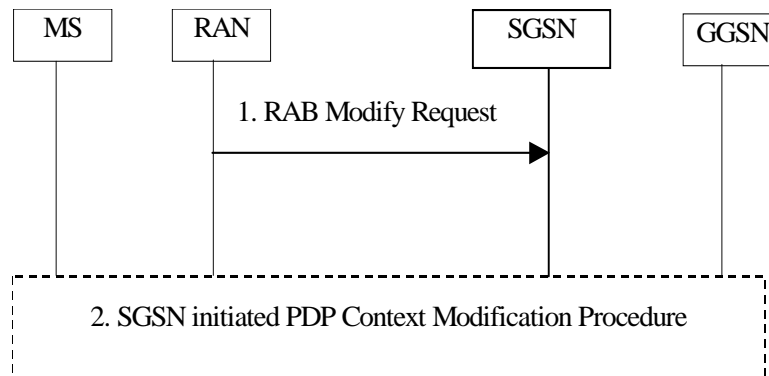 MS
RAN
SGSN
GGSN
1. RAB Modify Request
2. SGSN initiated PDP Context Modification Procedure